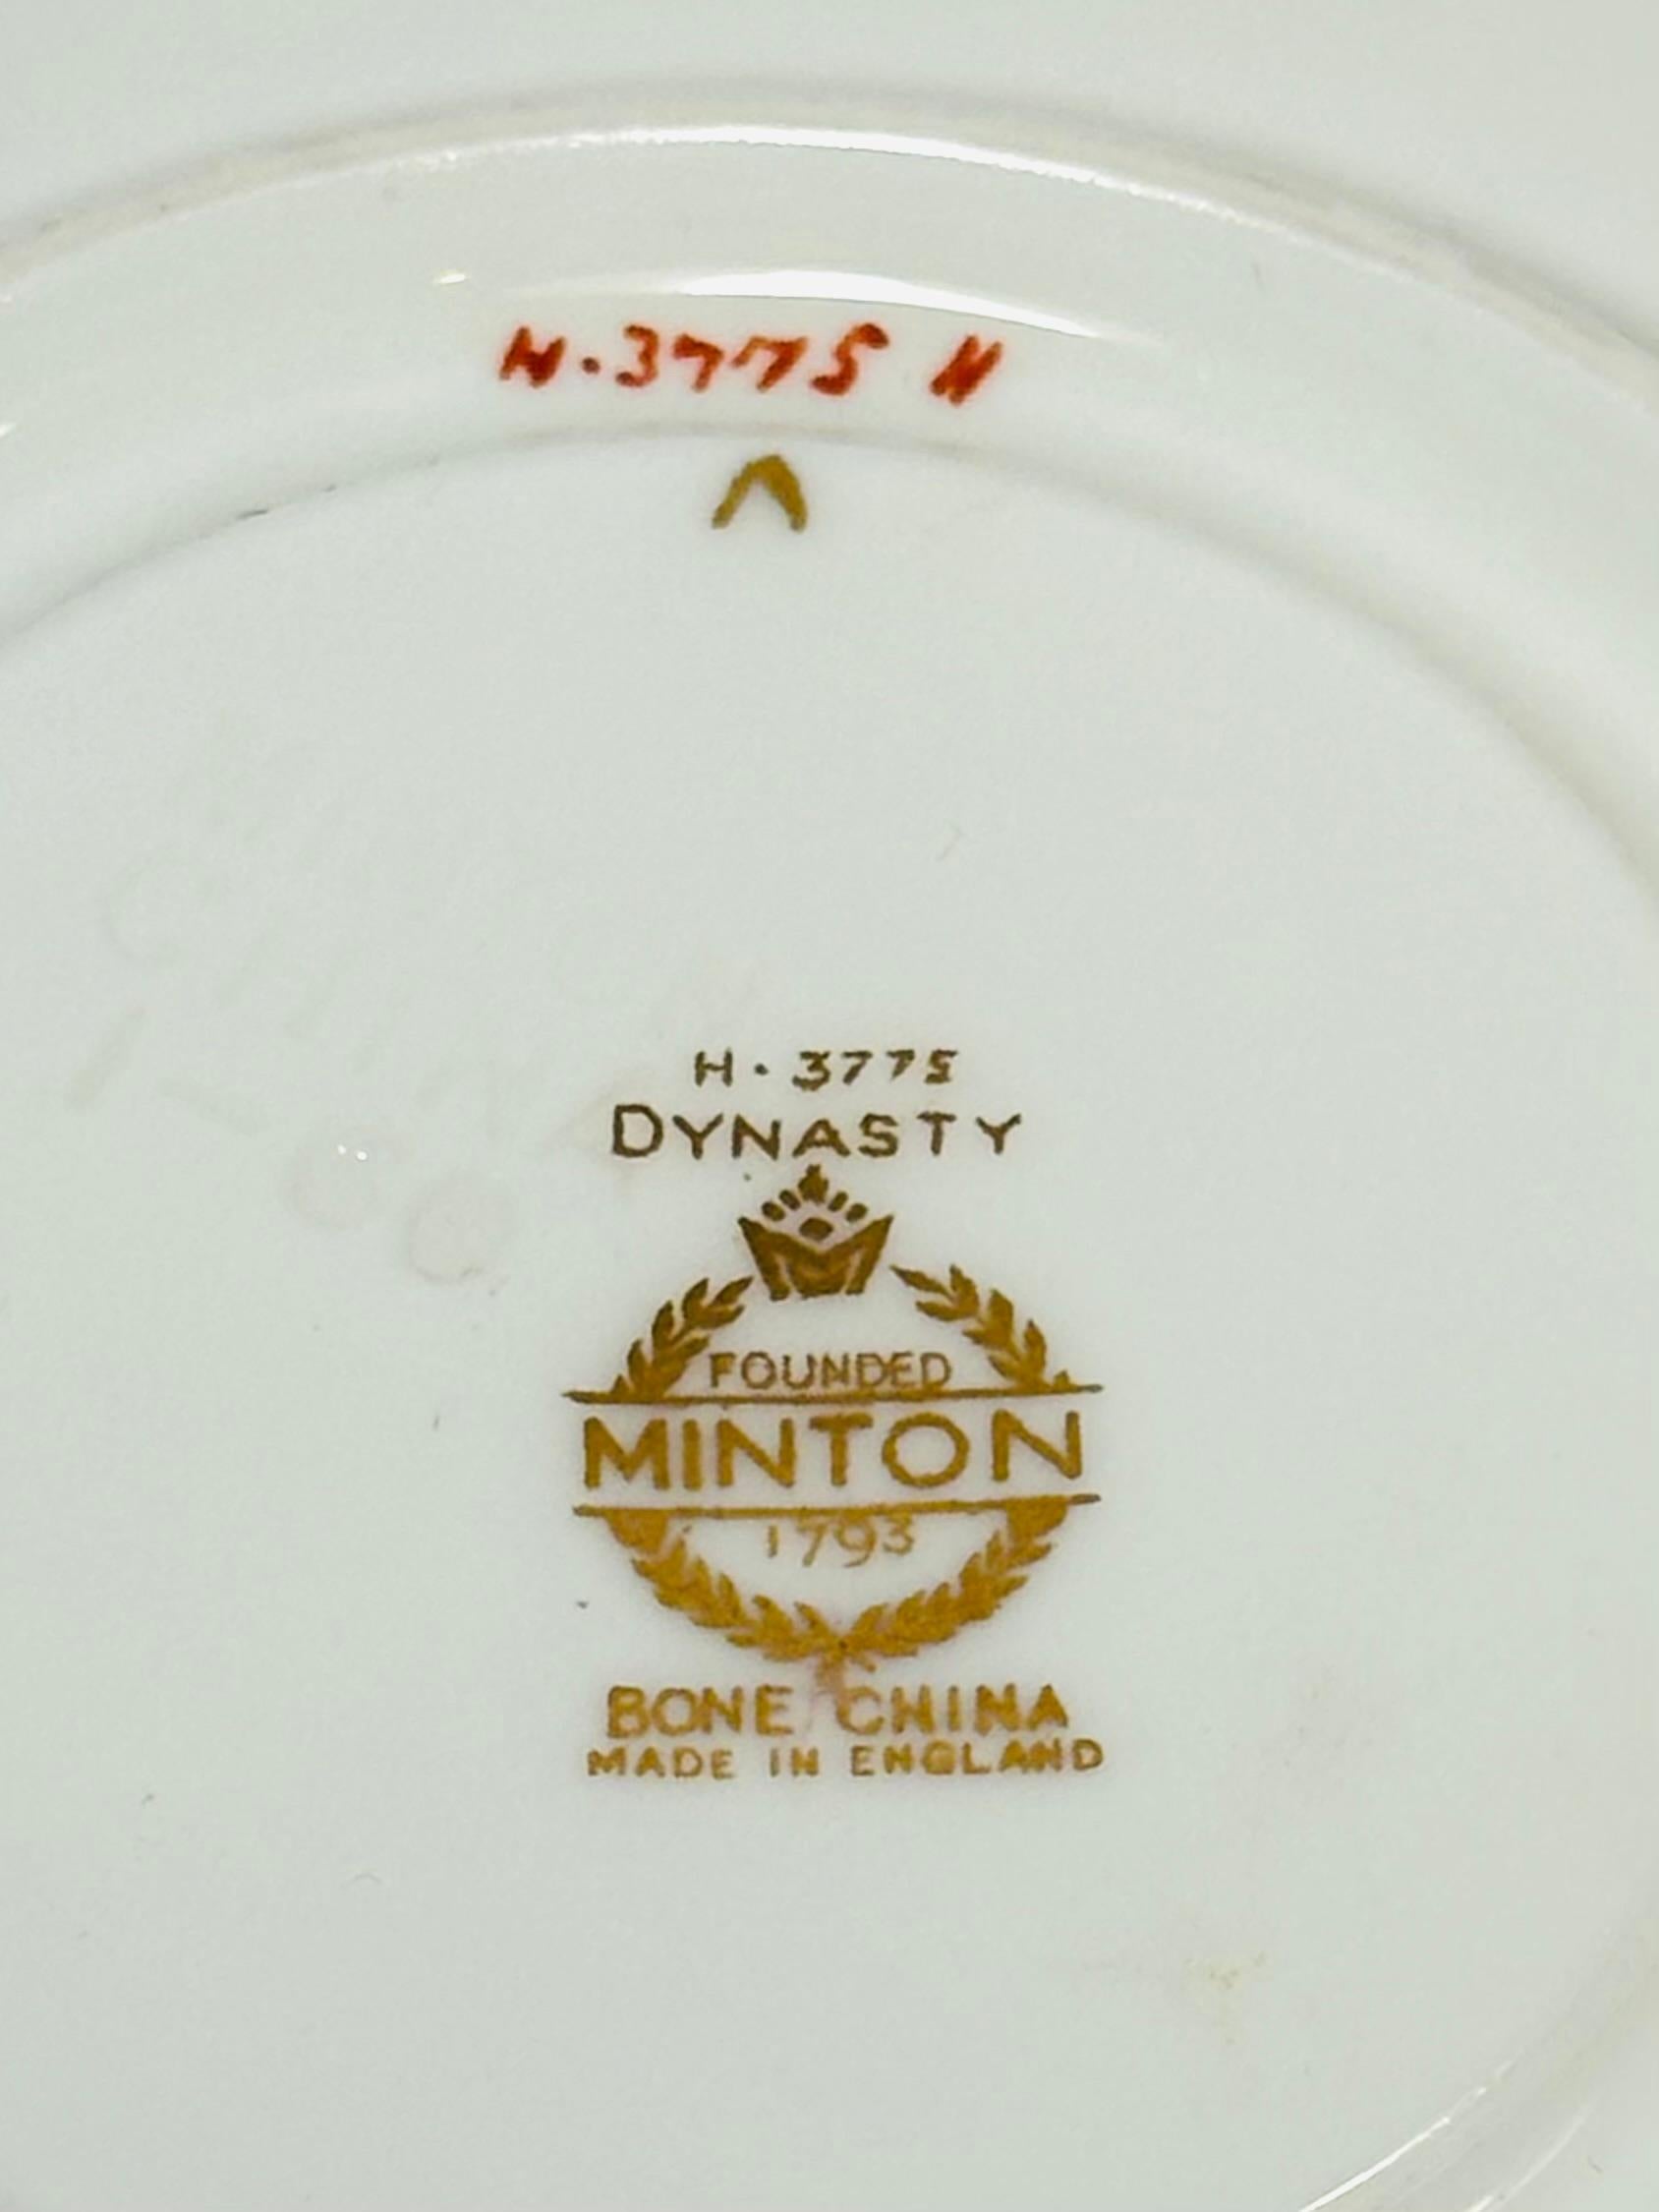 H.3775 H
H.3775
DYNASTY
FOUNDED
MINTON
1793
BONE CHINA
MADE IN ENGLAND